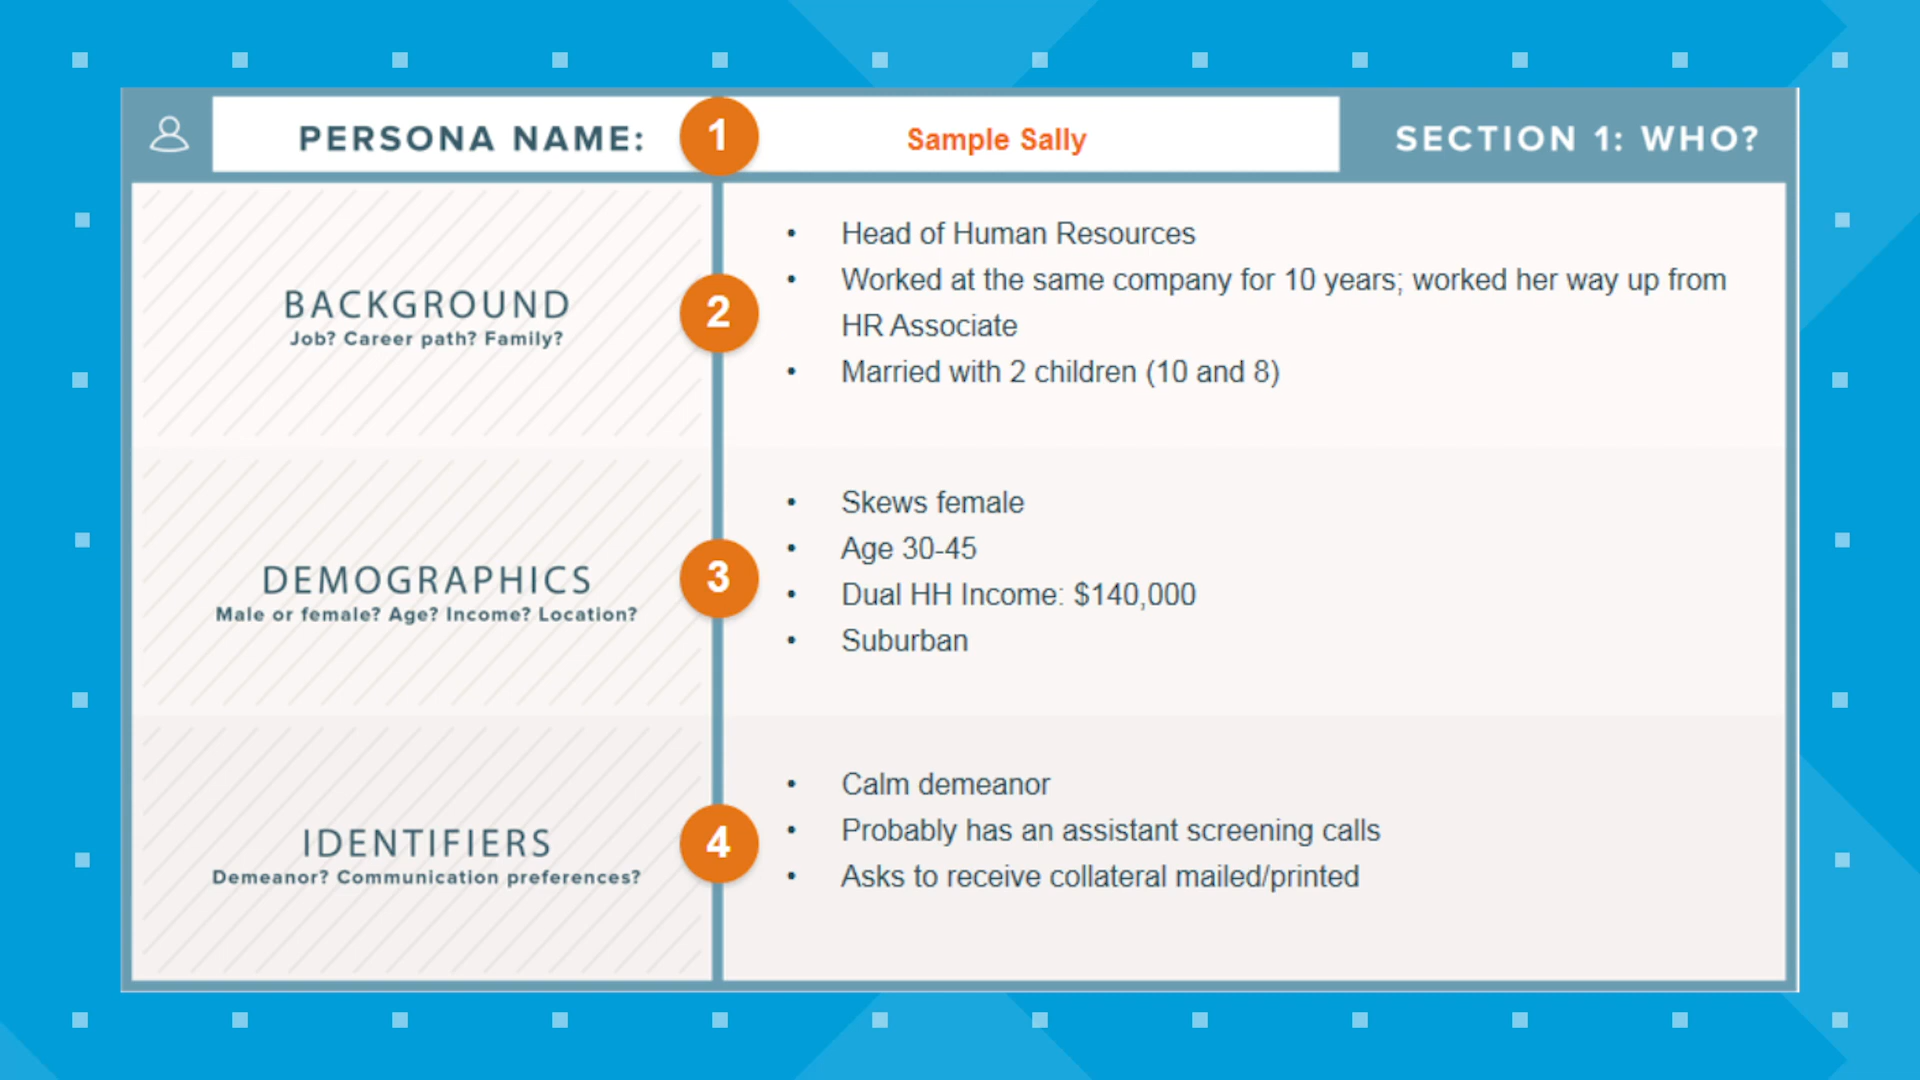 PERSONA NAME:
1
Sample Sally
SECTION 1: WHO?
BACKGROUND
Job? Career path? Family?
2
• Head of Human Resources
• Worked at the same company for 10 years; worked her way up from
HR Associate
• Married with 2 children (10 and 8)
DEMOGRAPHICS
Male or female? Age? Income? Location?
3
• Skews female
• Age 30-45
• Dual HH Income: $140,000
• Suburban
IDENTIFIERS
Demeanor? Communication preferences?
4
• Calm demeanor
• Probably has an assistant screening calls
• Asks to receive collateral mailed/printed